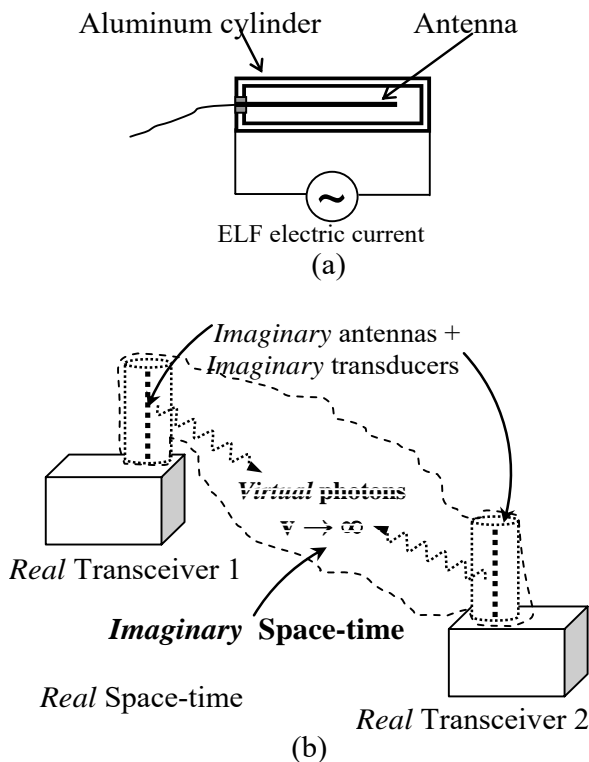 Aluminum cylinder Antenna
~
ELF electric current
(a)
Imaginary antennas +
Imaginary transducers
Virtual photons
v → ∞
Real Transceiver 1
Imaginary Space-time
Real Space-time
Real Transceiver 2
(b)